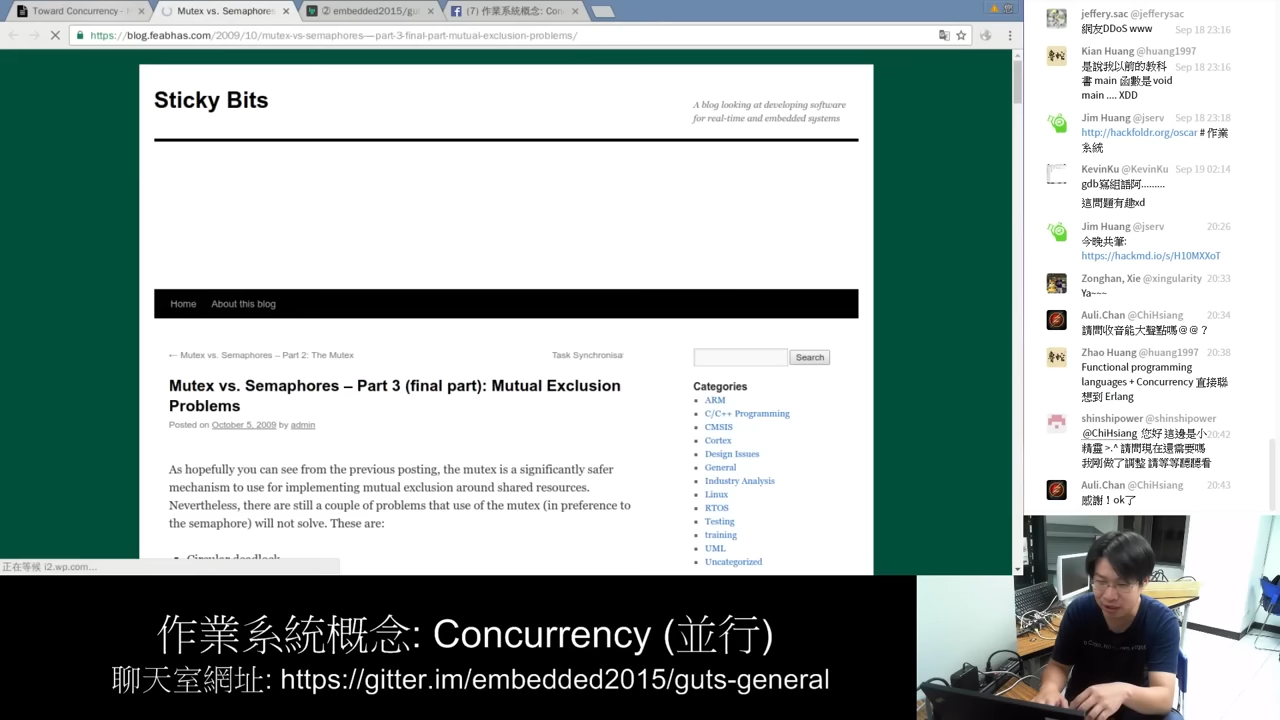 Toward Concurrency -
Mutex vs. Semaphores
② embedded2015/gut
(7) 作業系統概念: Con
https://blog.feabhas.com/2009/10/mutex-vs-semaphores—part-3-final-part-mutual-exclusion-problems/
Sticky Bits
A blog looking at developing software
for real-time and embedded systems
Home
About this blog
← Mutex vs. Semaphores – Part 2: The Mutex
Task Synchronisa
Mutex vs. Semaphores – Part 3 (final part): Mutual Exclusion
Problems
Posted on October 5, 2009 by admin
As hopefully you can see from the previous posting, the mutex is a significantly safer
mechanism to use for implementing mutual exclusion around shared resources.
Nevertheless, there are still a couple of problems that use of the mutex (in preference to
the semaphore) will not solve. These are:
Circular deadlock
Search
Categories
ARM
C/C++ Programming
CMSIS
Cortex
Design Issues
General
Industry Analysis
Linux
RTOS
Testing
training
UML
Uncategorized
正在等候 i2.wp.com...
jeffery.sac @jefferysac
網友DDoS www Sep 18 23:16
Kian Huang @huang1997
是說我以前的教科 Sep 18 23:16
書 main 函數是 void
main .... XDD
Jim Huang @jserv Sep 18 23:18
http://hackfoldr.org/oscar # 作業
系統
KevinKu @KevinKu Sep 19 02:14
gdb寫組語阿.........
這問題有趣xd
Jim Huang @jserv 20:26
今晚共筆:
https://hackmd.io/s/H10MXXoT
Zonghan, Xie @xingularity 20:33
Ya~~~
Auli.Chan @ChiHsiang 20:34
請問收音能大聲點嗎＠＠？
Zhao Huang @huang1997 20:38
Functional programming
languages + Concurrency 直接聯
想到 Erlang
shinshipower @shinshipower
@ChiHsiang 您好 這邊是小 20:42
精靈 >.^ 請問現在還需要嗎
我剛做了調整 請等等聽聽看
Auli.Chan @ChiHsiang 20:43
感謝！ok了
作業系統概念: Concurrency (並行)
聊天室網址: https://gitter.im/embedded2015/guts-general